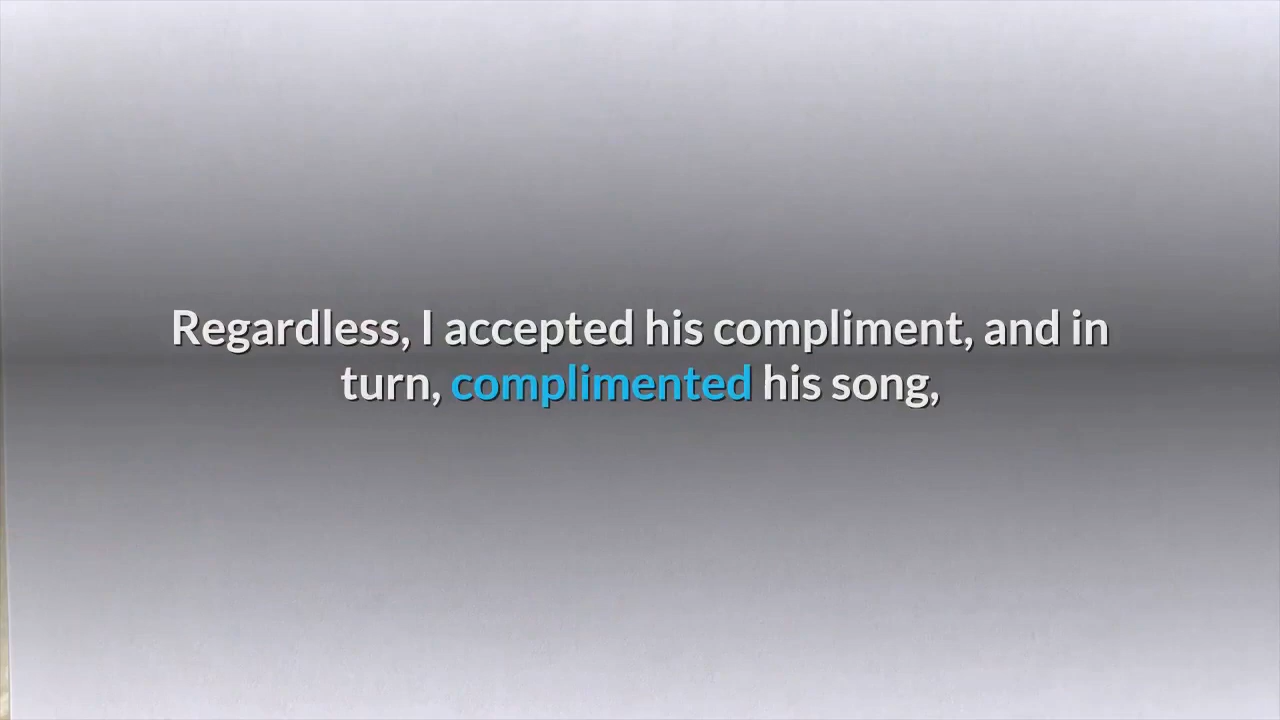 Regardless, I accepted his compliment, and in
turn, complimented his song,